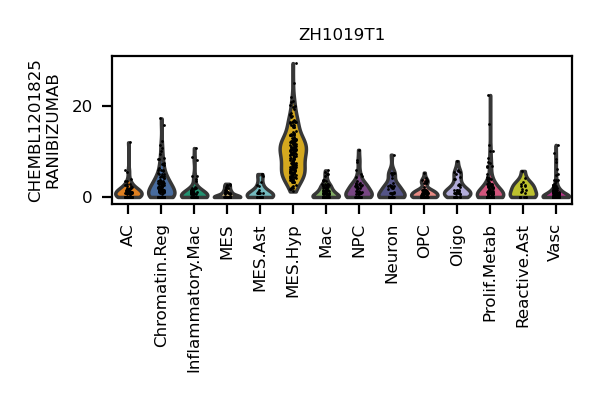 ZH1019T1
CHEMBL1201825
RANIBIZUMAB
20
0
AC
Chromatin.Reg
Inflammatory.Mac
MES
MES.Ast
MES.Hyp
Mac
NPC
Neuron
OPC
Oligo
Prolif.Metab
Reactive.Ast
Vasc